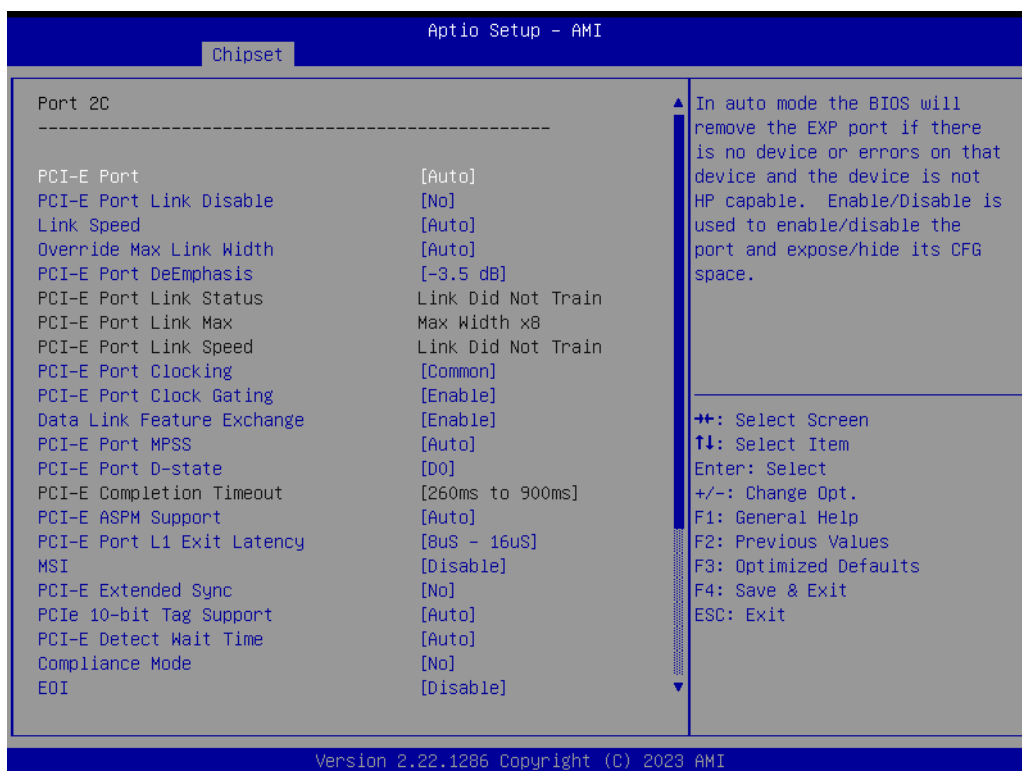 Aptio Setup – AMI
Chipset
Port 2C
--------------------------------------------------
PCI-E Port [Auto]
PCI-E Port Link Disable [No]
Link Speed [Auto]
Override Max Link Width [Auto]
PCI-E Port DeEmphasis [-3.5 dB]
PCI-E Port Link Status Link Did Not Train
PCI-E Port Link Max Max Width x8
PCI-E Port Link Speed Link Did Not Train
PCI-E Port Clocking [Common]
PCI-E Port Clock Gating [Enable]
Data Link Feature Exchange [Enable]
PCI-E Port MPSS [Auto]
PCI-E Port D-state [D0]
PCI-E Completion Timeout [260ms to 900ms]
PCI-E ASPM Support [Auto]
PCI-E Port L1 Exit Latency [8uS - 16uS]
MSI [Disable]
PCI-E Extended Sync [No]
PCIe 10-bit Tag Support [Auto]
PCI-E Detect Wait Time [Auto]
Compliance Mode [No]
EOI [Disable]
In auto mode the BIOS will
remove the EXP port if there
is no device or errors on that
device and the device is not
HP capable.  Enable/Disable is
used to enable/disable the
port and expose/hide its CFG
space.
→←: Select Screen
↑↓: Select Item
Enter: Select
+/-: Change Opt.
F1: General Help
F2: Previous Values
F3: Optimized Defaults
F4: Save & Exit
ESC: Exit
Version 2.22.1286 Copyright (C) 2023 AMI